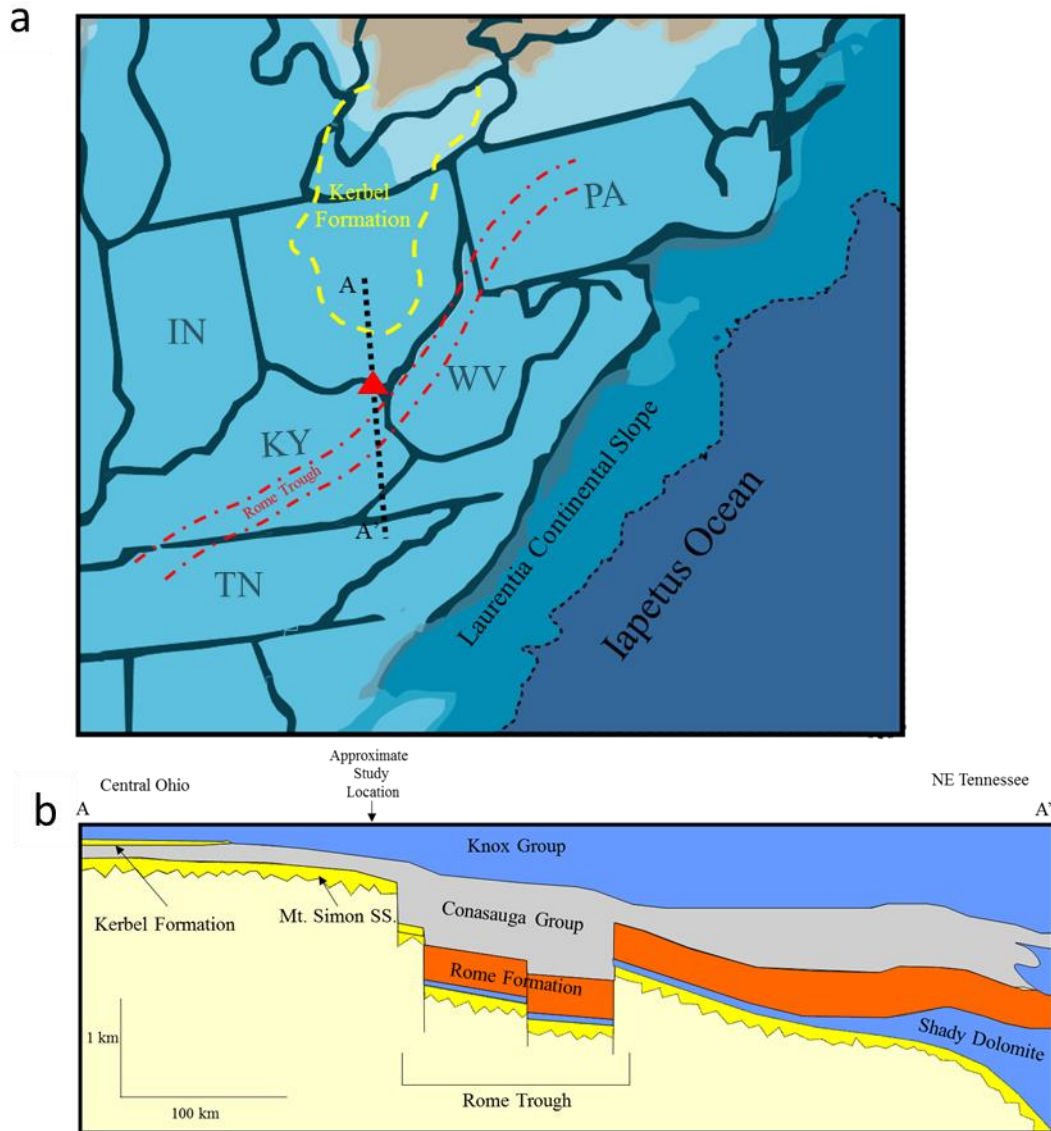 a
Kerbel
Formation
PA
A
IN
WV
KY
Rome Trough
A'
TN
Laurentia Continental Slope
Iapetus Ocean
Approximate
Study
Location
Central Ohio
NE Tennessee
A
A'
b
Knox Group
Kerbel Formation
Mt. Simon SS.
Conasauga Group
Rome Formation
Shady Dolomite
1 km
100 km
Rome Trough